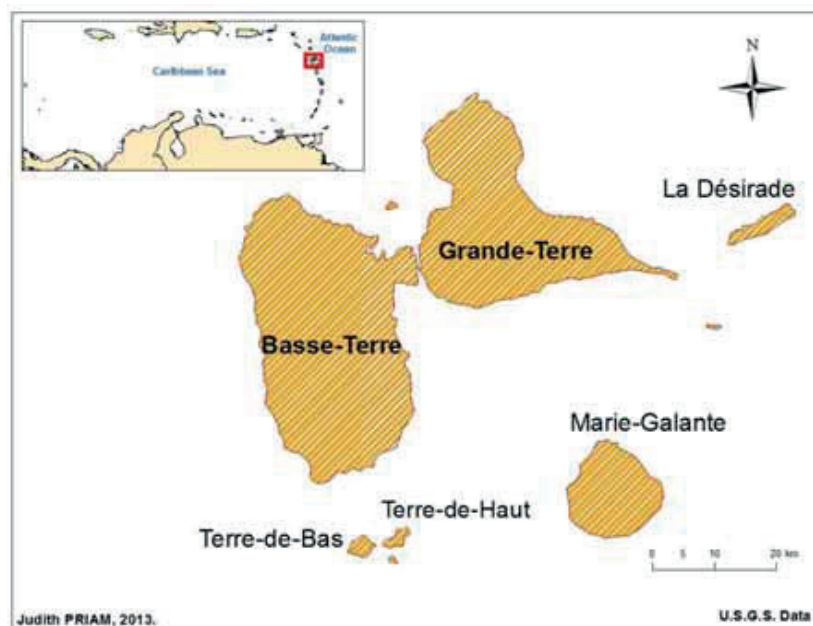 Atlantic
Ocean
Caribbean Sea
N
La Désirade
Grande-Terre
Basse-Terre
Marie-Galante
Terre-de-Haut
Terre-de-Bas
0 5 10 20 km
Judith PRIAM, 2013.
U.S.G.S. Data